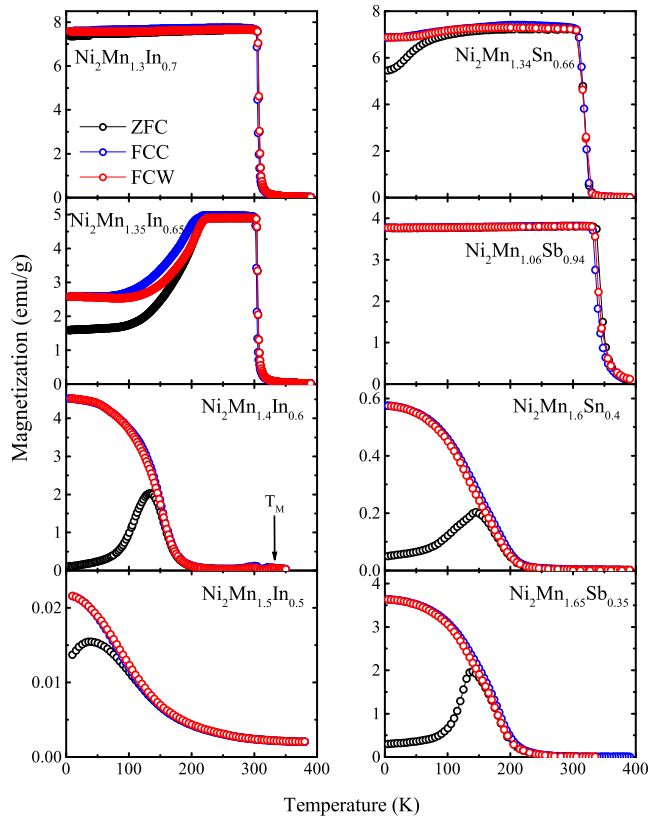 Ni₂Mn₁.₃In₀.₇
ZFC
FCC
FCW
8
6
4
2
0
Ni₂Mn₁.₃₄Sn₀.₆₆
8
6
4
2
0
Ni₂Mn₁.₃₅In₀.₆₅
5
4
3
2
1
0
Ni₂Mn₁.₀₆Sb₀.₉₄
4
3
2
1
0
Ni₂Mn₁.₄In₀.₆
T_M
4
3
2
1
0
Ni₂Mn₁.₆Sn₀.₄
0.6
0.4
0.2
0.0
Ni₂Mn₁.₅In₀.₅
0.02
0.01
0.00
0 100 200 300 400
Ni₂Mn₁.₆₅Sb₀.₃₅
4
3
2
1
0
0 100 200 300 400
Magnetization (emu/g)
Temperature (K)